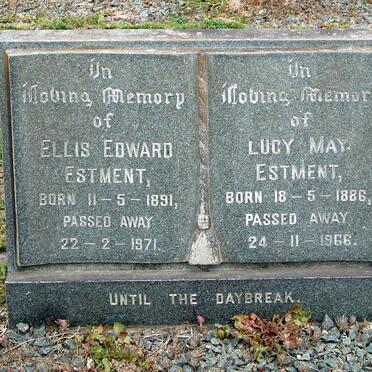 In
Loving Memory
of
ELLIS EDWARD
ESTMENT,
BORN 11-5-1891,
PASSED AWAY
22-2-1971.
In
Loving Memory
of
LUCY MAY
ESTMENT,
BORN 18-5-1886,
PASSED AWAY
24-11-1966.
UNTIL THE DAYBREAK.